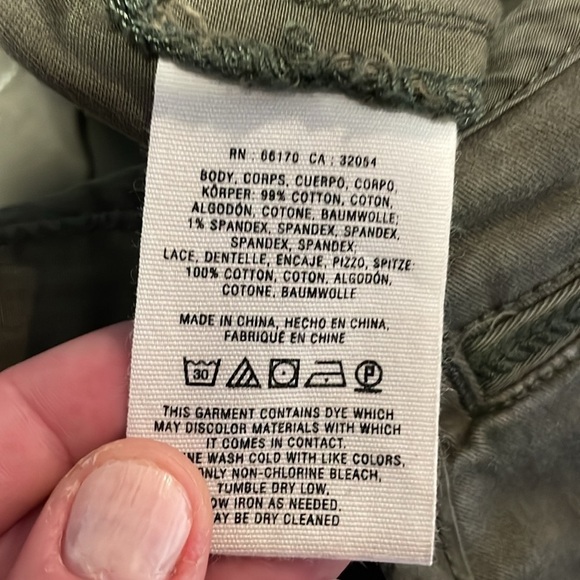 RN : 66170 CA : 32054
BODY, CORPS, CUERPO, CORPO,
KÖRPER: 99% COTTON, COTON,
ALGODÓN, COTONE, BAUMWOLLE;
1% SPANDEX, SPANDEX, SPANDEX,
SPANDEX, SPANDEX;
LACE, DENTELLE, ENCAJE, PIZZO, SPITZE:
100% COTTON, COTON, ALGODÓN,
COTONE, BAUMWOLLE
MADE IN CHINA, HECHO EN CHINA,
FABRIQUÉ EN CHINE
30 P
THIS GARMENT CONTAINS DYE WHICH
MAY DISCOLOR MATERIALS WITH WHICH
IT COMES IN CONTACT.
WASH COLD WITH LIKE COLORS,
ONLY NON-CHLORINE BLEACH,
TUMBLE DRY LOW,
LOW IRON AS NEEDED.
MAY BE DRY CLEANED